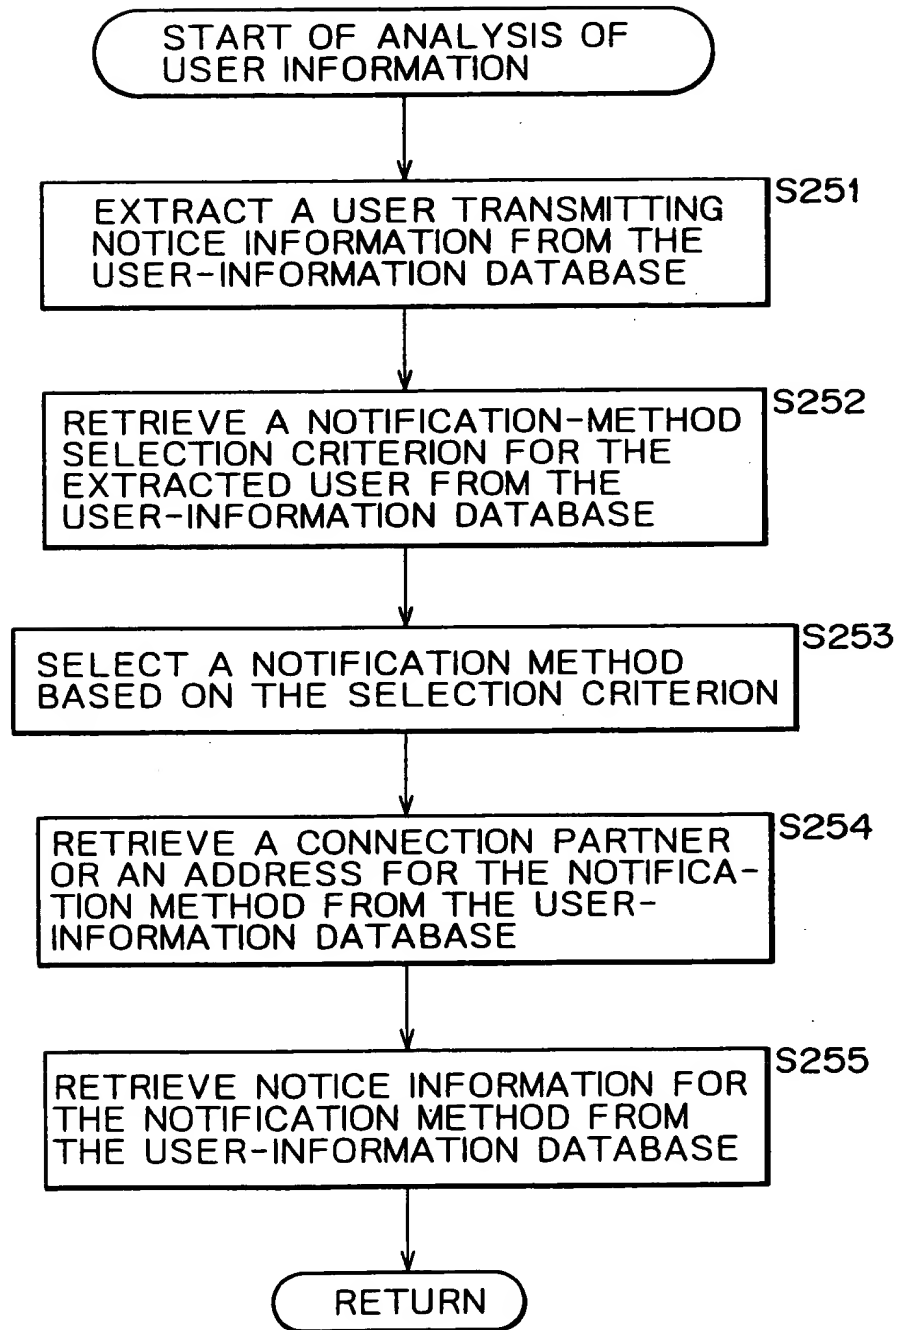 START OF ANALYSIS OF
USER INFORMATION
S251
EXTRACT A USER TRANSMITTING
NOTICE INFORMATION FROM THE
USER-INFORMATION DATABASE
S252
RETRIEVE A NOTIFICATION-METHOD
SELECTION CRITERION FOR THE
EXTRACTED USER FROM THE
USER-INFORMATION DATABASE
S253
SELECT A NOTIFICATION METHOD
BASED ON THE SELECTION CRITERION
S254
RETRIEVE A CONNECTION PARTNER
OR AN ADDRESS FOR THE NOTIFICA-
TION METHOD FROM THE USER-
INFORMATION DATABASE
S255
RETRIEVE NOTICE INFORMATION FOR
THE NOTIFICATION METHOD FROM
THE USER-INFORMATION DATABASE
RETURN